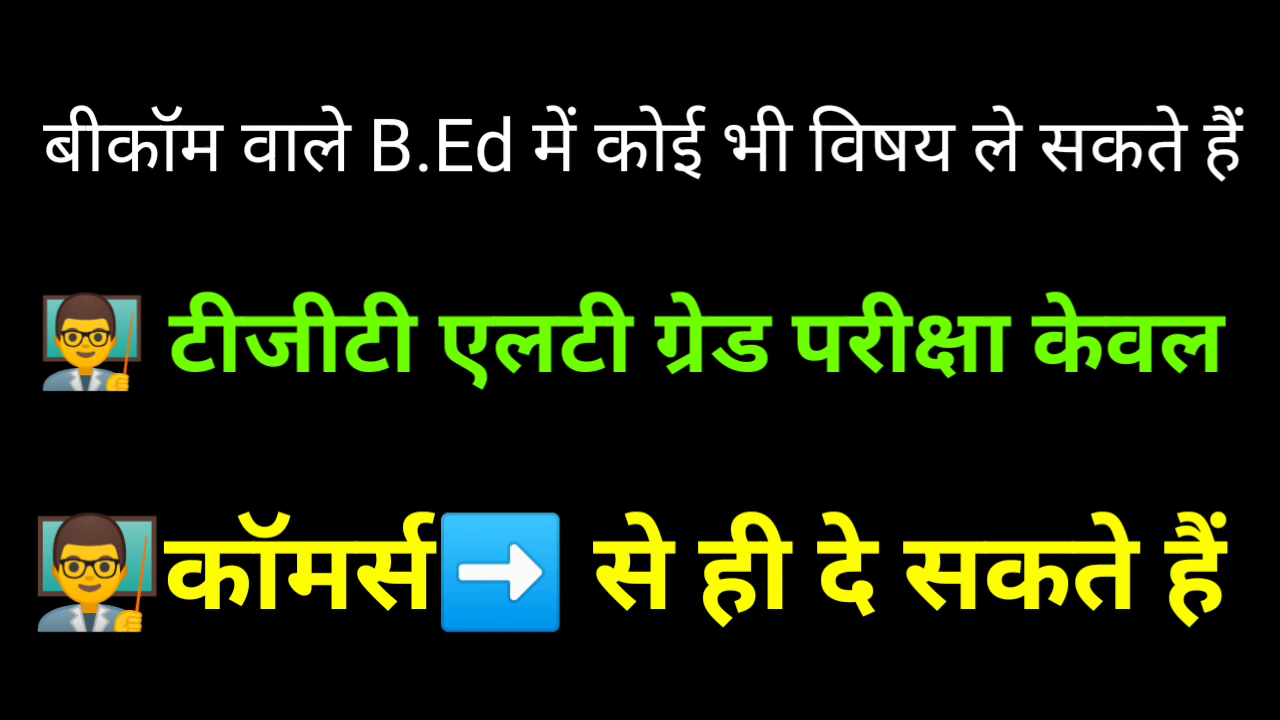 बीकॉम वाले B.Ed में कोई भी विषय ले सकते हैं
👨‍🏫 टीजीटी एलटी ग्रेड परीक्षा केवल
👨‍🏫कॉमर्स➡️ से ही दे सकते हैं